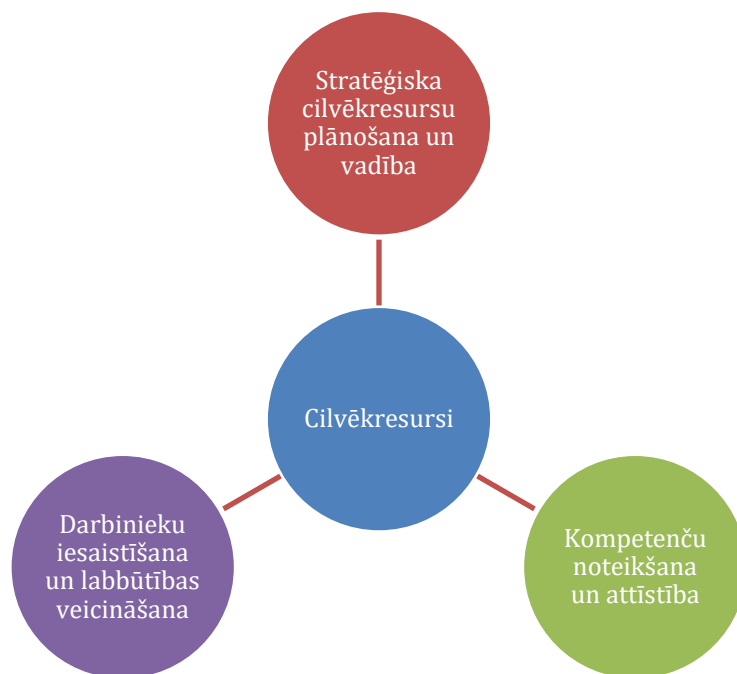 Stratēģiska
cilvēkresursu
plānošana un
vadība
Cilvēkresursi
Darbinieku
iesaistīšana
un labbūtības
veicināšana
Kompetenču
noteikšana
un attīstība